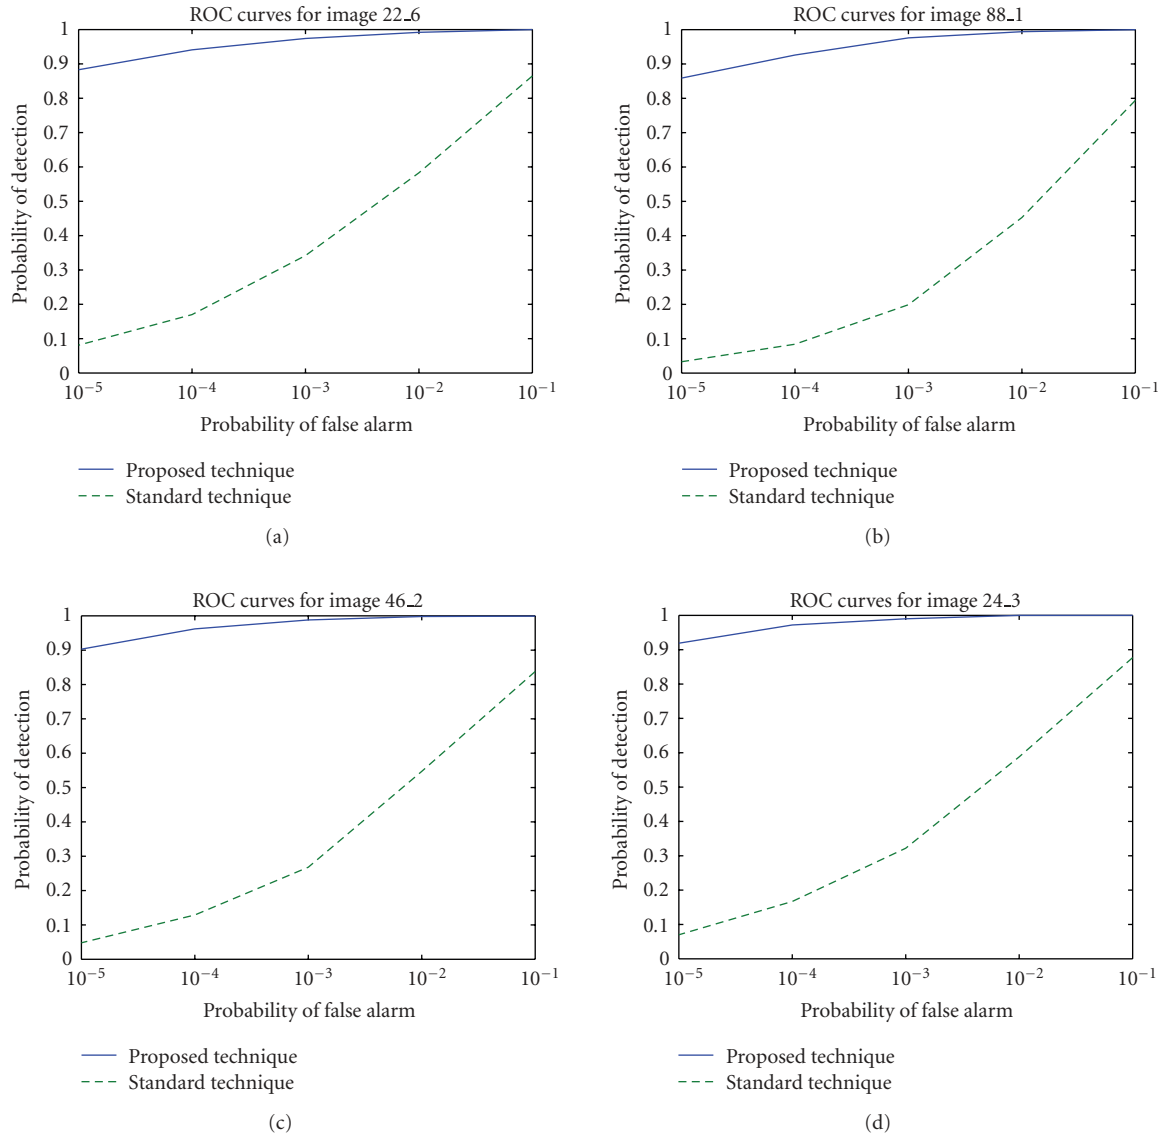 ROC curves for image 22_6
1
0.9
0.8
0.7
0.6
0.5
0.4
0.3
0.2
0.1
0
Probability of detection
10−5 10−4 10−3 10−2 10−1
Probability of false alarm
Proposed technique
Standard technique
(a)
ROC curves for image 88_1
1
0.9
0.8
0.7
0.6
0.5
0.4
0.3
0.2
0.1
0
Probability of detection
10−5 10−4 10−3 10−2 10−1
Probability of false alarm
Proposed technique
Standard technique
(b)
ROC curves for image 46_2
1
0.9
0.8
0.7
0.6
0.5
0.4
0.3
0.2
0.1
0
Probability of detection
10−5 10−4 10−3 10−2 10−1
Probability of false alarm
Proposed technique
Standard technique
(c)
ROC curves for image 24_3
1
0.9
0.8
0.7
0.6
0.5
0.4
0.3
0.2
0.1
0
Probability of detection
10−5 10−4 10−3 10−2 10−1
Probability of false alarm
Proposed technique
Standard technique
(d)